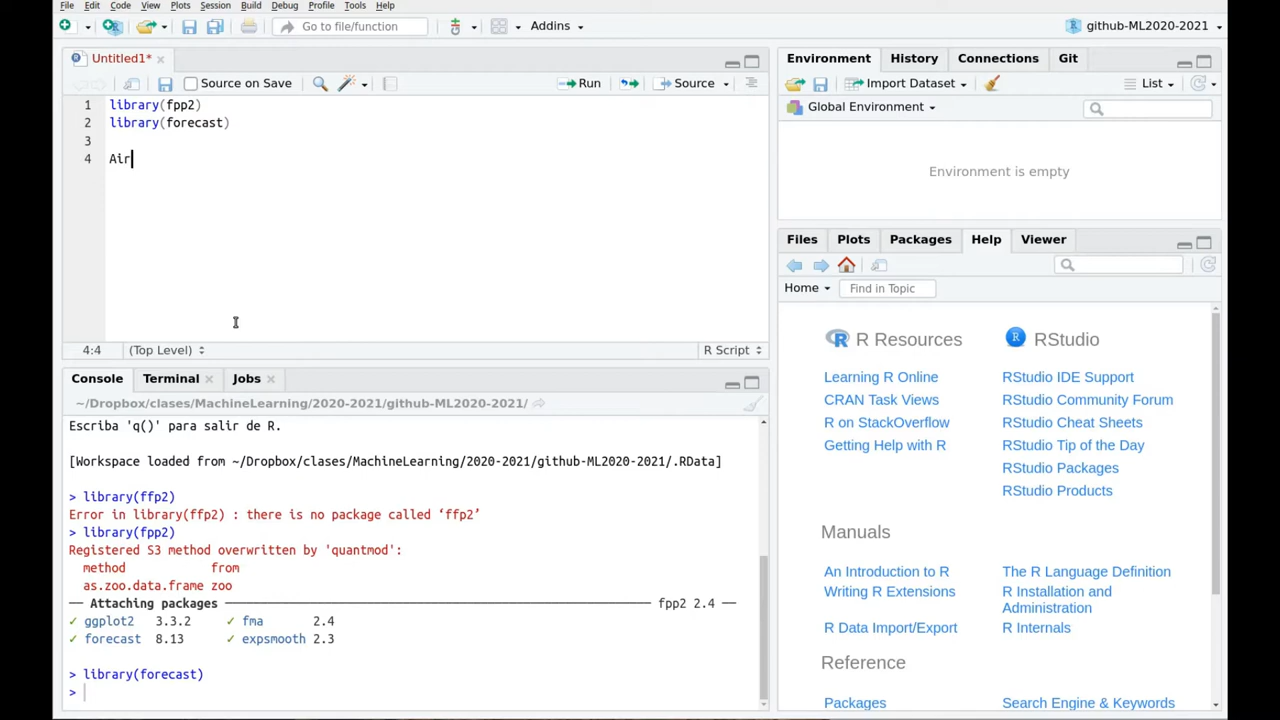 File Edit Code View Plots Session Build Debug Profile Tools Help
Go to file/function
Addins
github-ML2020-2021
Untitled1*
Source on Save
Run
Source
1 library(fpp2)
2 library(forecast)
3
4 Air
4:4 (Top Level)
R Script
Console Terminal Jobs
~/Dropbox/clases/MachineLearning/2020-2021/github-ML2020-2021/
Escriba 'q()' para salir de R.
[Workspace loaded from ~/Dropbox/clases/MachineLearning/2020-2021/github-ML2020-2021/.RData]
> library(ffp2)
Error in library(ffp2) : there is no package called ‘ffp2’
> library(fpp2)
Registered S3 method overwritten by 'quantmod':
method from
as.zoo.data.frame zoo
── Attaching packages ── fpp2 2.4 ──
✓ ggplot2 3.3.2 ✓ fma 2.4
✓ forecast 8.13 ✓ expsmooth 2.3
> library(forecast)
>
Environment History Connections Git
Import Dataset
List
Global Environment
Environment is empty
Files Plots Packages Help Viewer
Home
Find in Topic
R Resources
Learning R Online
CRAN Task Views
R on StackOverflow
Getting Help with R
RStudio
RStudio IDE Support
RStudio Community Forum
RStudio Cheat Sheets
RStudio Tip of the Day
RStudio Packages
RStudio Products
Manuals
An Introduction to R
Writing R Extensions
R Data Import/Export
The R Language Definition
R Installation and
Administration
R Internals
Reference
Packages
Search Engine & Keywords